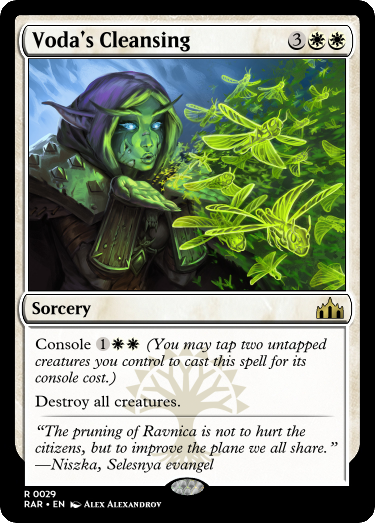 Voda's Cleansing 3
Sorcery
Console 1 (You may tap two untapped
creatures you control to cast this spell for its
console cost.)
Destroy all creatures.
“The pruning of Ravnica is not to hurt the
citizens, but to improve the plane we all share.”
—Niszka, Selesnya evangel
R 0029
RAR • EN Alex Alexandrov